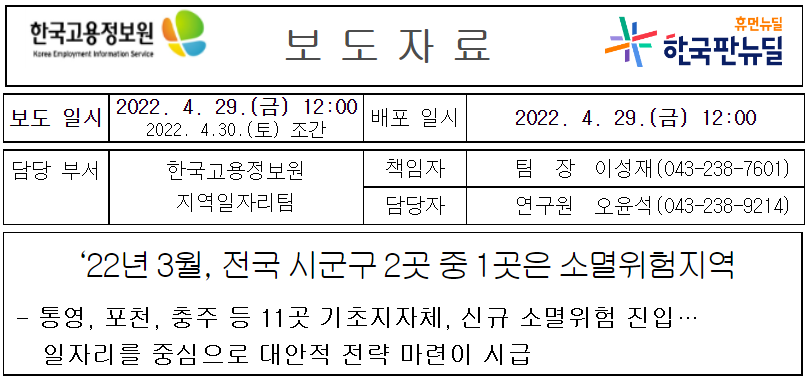 한국고용정보원
Korea Employment Information Service
보 도 자 료
휴먼뉴딜
한국판뉴딜
보도 일시
2022. 4. 29.(금) 12:00
2022. 4.30.(토) 조간
배포 일시
2022. 4. 29.(금) 12:00
담당 부서
한국고용정보원
지역일자리팀
책임자
팀 장 이성재(043-238-7601)
담당자
연구원 오윤석(043-238-9214)
‘22년 3월, 전국 시군구 2곳 중 1곳은 소멸위험지역
- 통영, 포천, 충주 등 11곳 기초지자체, 신규 소멸위험 진입…
일자리를 중심으로 대안적 전략 마련이 시급